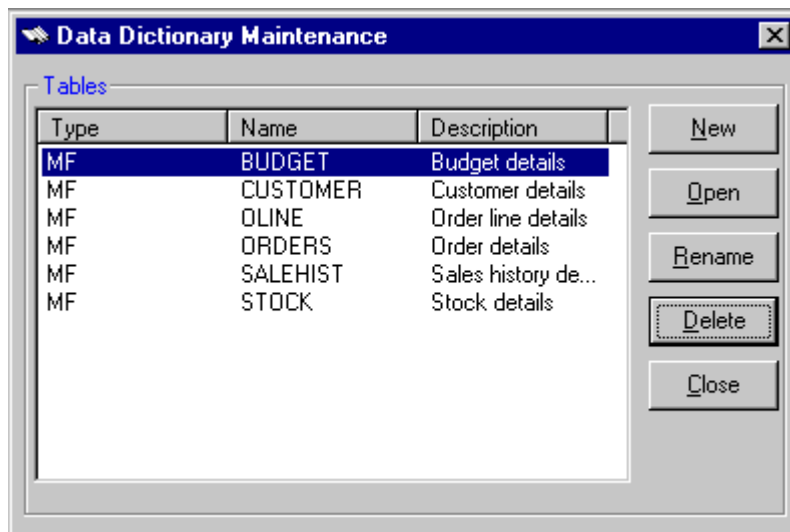 Data Dictionary Maintenance
Tables
Type Name Description
MF BUDGET Budget details
MF CUSTOMER Customer details
MF OLINE Order line details
MF ORDERS Order details
MF SALEHIST Sales history de...
MF STOCK Stock details
New
Open
Rename
Delete
Close